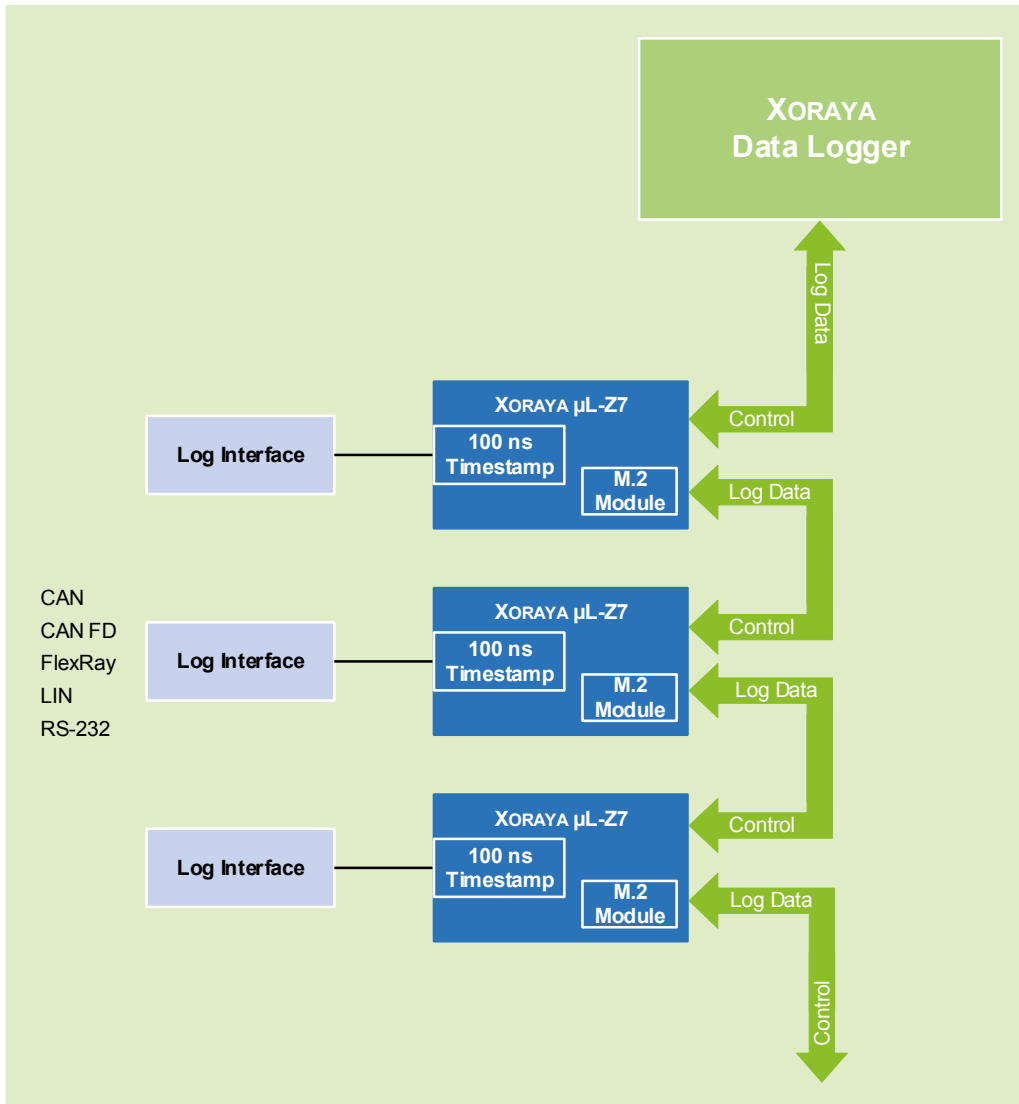 XORAYA
Data Logger
Log Data
XORAYA µL-Z7
Control
100 ns
Timestamp
Log Interface
M.2
Module
Log Data
CAN
CAN FD
FlexRay
LIN
RS-232
XORAYA µL-Z7
Control
100 ns
Timestamp
Log Interface
M.2
Module
Log Data
XORAYA µL-Z7
Control
100 ns
Timestamp
Log Interface
M.2
Module
Log Data
Control